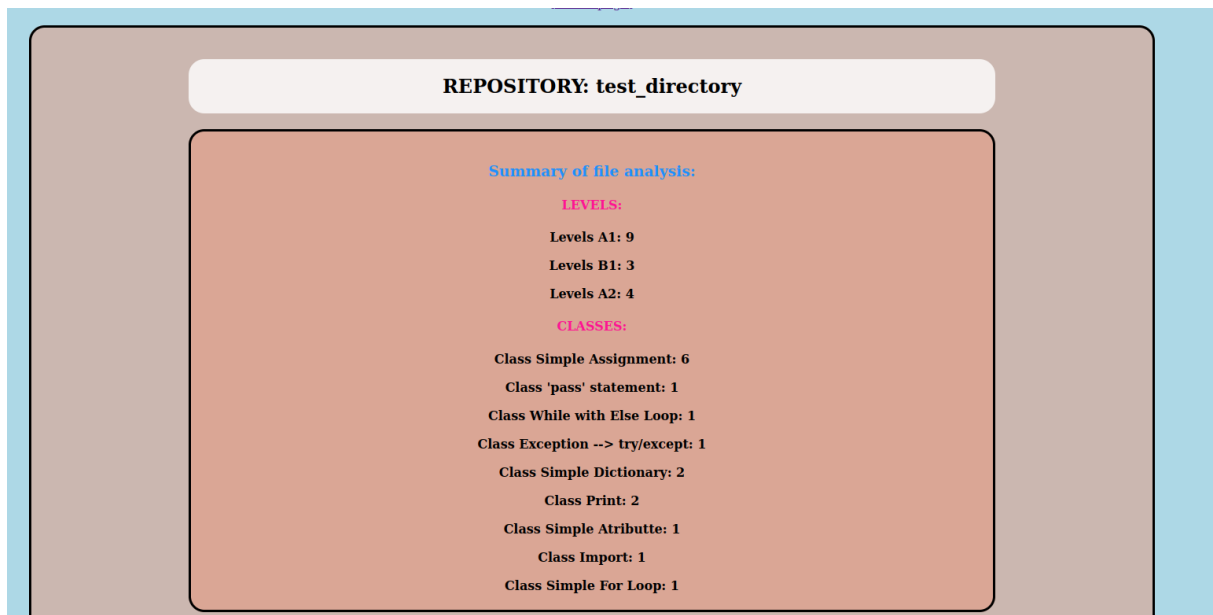 REPOSITORY: test_directory
Summary of file analysis:
LEVELS:
Levels A1: 9
Levels B1: 3
Levels A2: 4
CLASSES:
Class Simple Assignment: 6
Class 'pass' statement: 1
Class While with Else Loop: 1
Class Exception --> try/except: 1
Class Simple Dictionary: 2
Class Print: 2
Class Simple Atributte: 1
Class Import: 1
Class Simple For Loop: 1